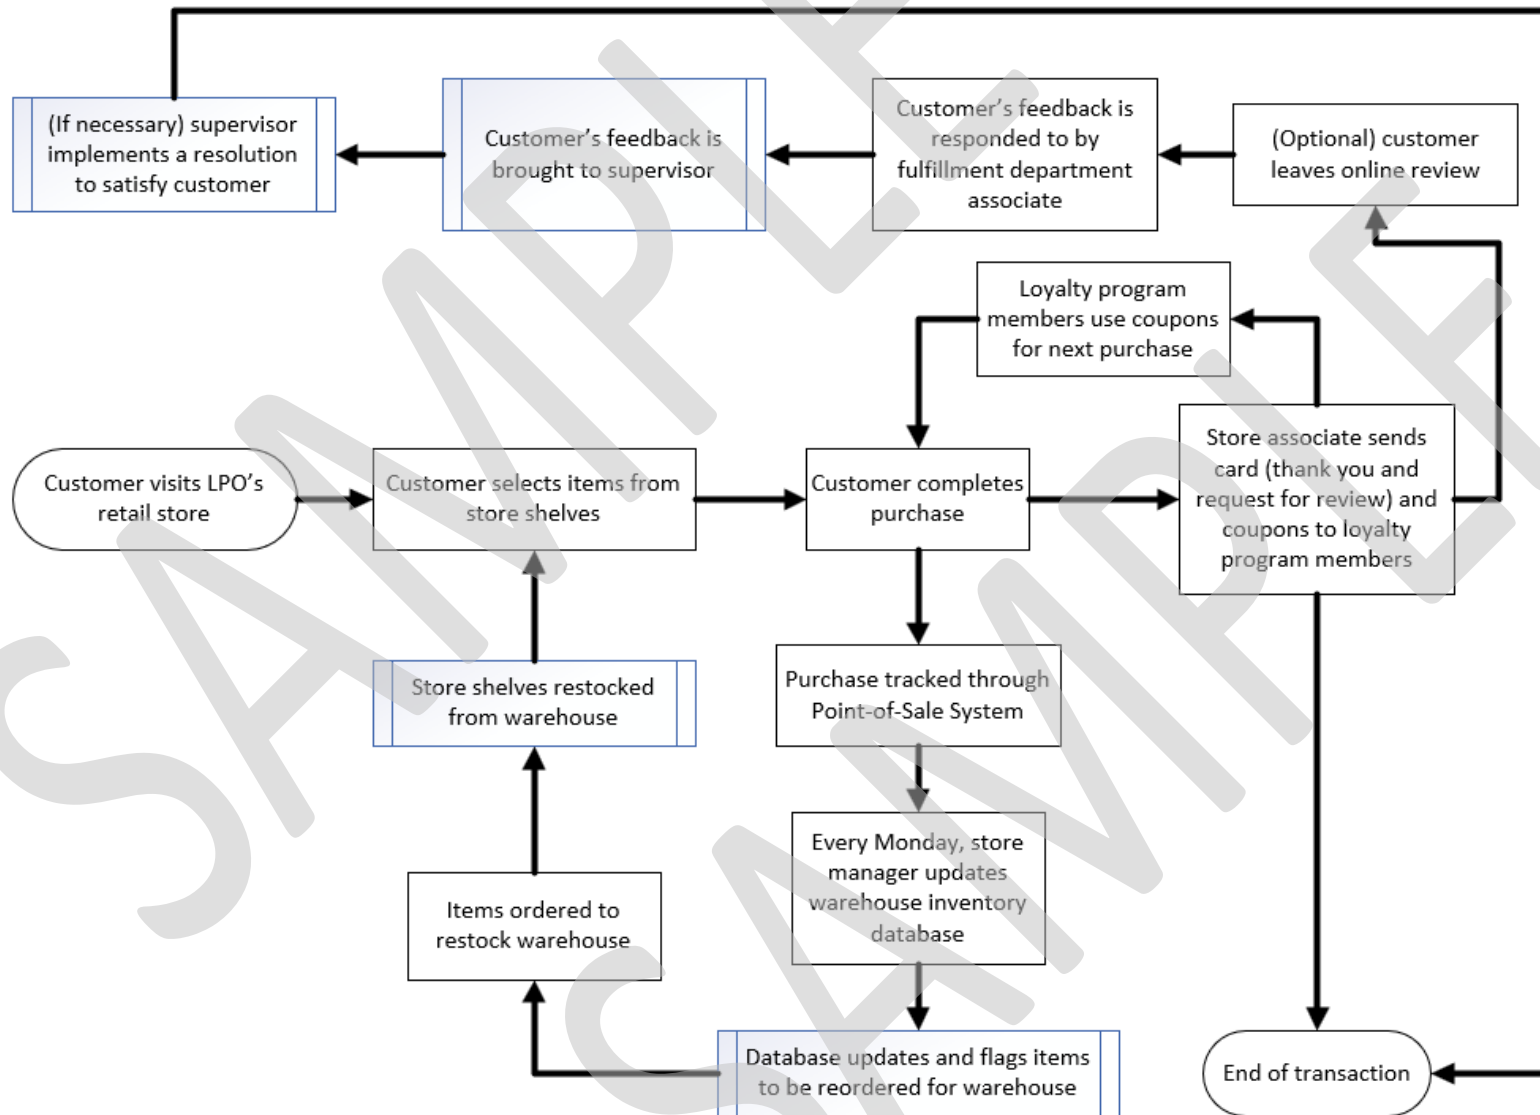 (If necessary) supervisor
implements a resolution
to satisfy customer
Customer's feedback is
brought to supervisor
Customer's feedback is
responded to by
fulfillment department
associate
(Optional) customer
leaves online review
Loyalty program
members use coupons
for next purchase
Customer visits LPO's
retail store
Customer selects items from
store shelves
Customer completes
purchase
Store associate sends
card (thank you and
request for review) and
coupons to loyalty
program members
Store shelves restocked
from warehouse
Purchase tracked through
Point-of-Sale System
Every Monday, store
manager updates
warehouse inventory
database
Items ordered to
restock warehouse
Database updates and flags items
to be reordered for warehouse
End of transaction
SAMPLE
SAMPLE